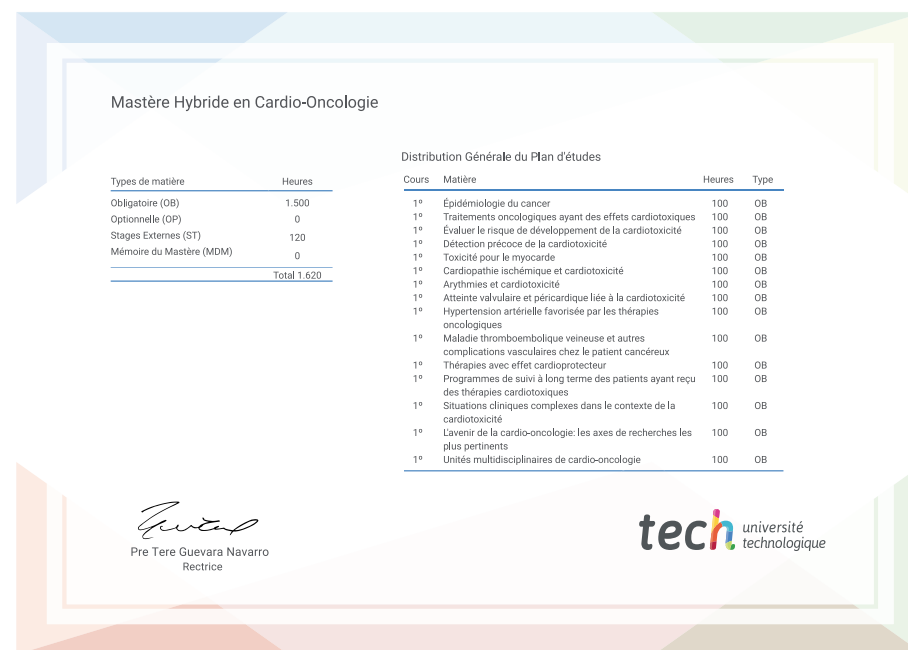 Mastère Hybride en Cardio-Oncologie
Types de matière Heures
Obligatoire (OB) 1.500
Optionnelle (OP) 0
Stages Externes (ST) 120
Mémoire du Mastère (MDM) 0
Total 1.620
Distribution Générale du Plan d'études
Cours Matière Heures Type
1º Épidémiologie du cancer 100 OB
1º Traitements oncologiques ayant des effets cardiotoxiques 100 OB
1º Évaluer le risque de développement de la cardiotoxicité 100 OB
1º Détection précoce de la cardiotoxicité 100 OB
1º Toxicité pour le myocarde 100 OB
1º Cardiopathie ischémique et cardiotoxicité 100 OB
1º Arythmies et cardiotoxicité 100 OB
1º Atteinte valvulaire et péricardique liée à la cardiotoxicité 100 OB
1º Hypertension artérielle favorisée par les thérapies 100 OB
oncologiques
1º Maladie thromboembolique veineuse et autres 100 OB
complications vasculaires chez le patient cancéreux
1º Thérapies avec effet cardioprotecteur 100 OB
1º Programmes de suivi à long terme des patients ayant reçu 100 OB
des thérapies cardiotoxiques
1º Situations cliniques complexes dans le contexte de la 100 OB
cardiotoxicité
1º L'avenir de la cardio-oncologie: les axes de recherches les 100 OB
plus pertinents
1º Unités multidisciplinaires de cardio-oncologie 100 OB
Pre Tere Guevara Navarro
Rectrice
tech université
technologique